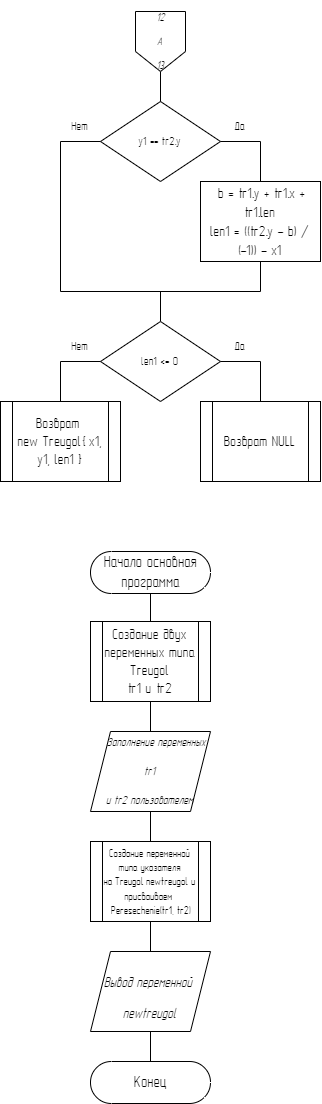 12
А
13
Нет
y1 == tr2.y
Да
b = tr1.y + tr1.x +
tr1.len
len1 = ((tr2.y - b) /
(-1)) - x1
Нет
len1 <= 0
Да
Возврат
new Treugol{ x1,
y1, len1 }
Возврат NULL
Начало основная
программа
Создание двух
переменных типа
Treugol
tr1 и tr2
Заполнение переменных
tr1
и tr2 пользователем
Создание переменной
типа указателя
на Treugol newtreugol и
присваиваем
Peresechenie(tr1, tr2)
Вывод переменной
newtreugol
Конец